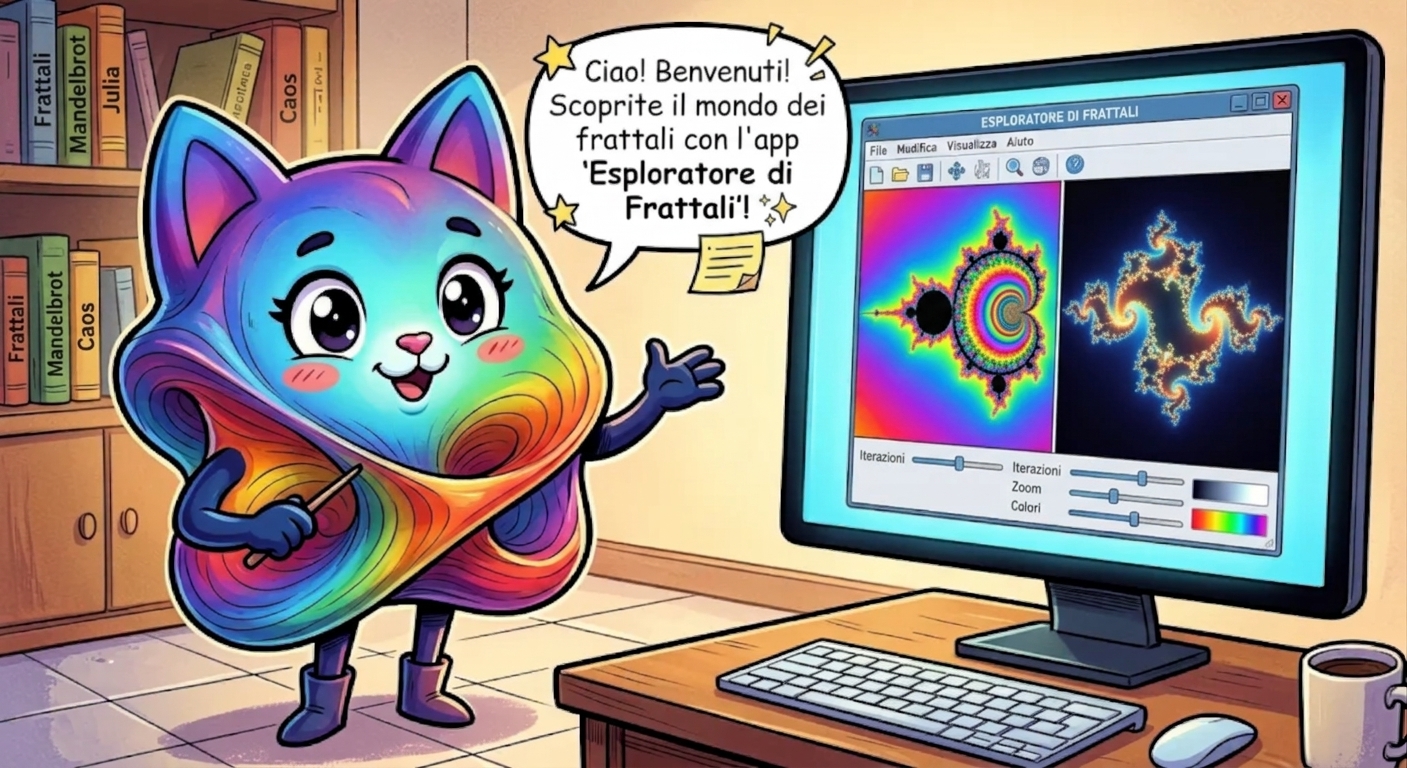 Frattali
Mandelbrot
Julia
Caos
Frattali
Mandelbrot
Caos
Ciao! Benvenuti!
Scoprite il mondo dei
frattali con l'app
'Esploratore di
Frattali'!
ESPLORATORE DI FRATTALI
File Mudifica Visualizza Aiuto
Iterazioni
Iterazioni
Zoom
Colori